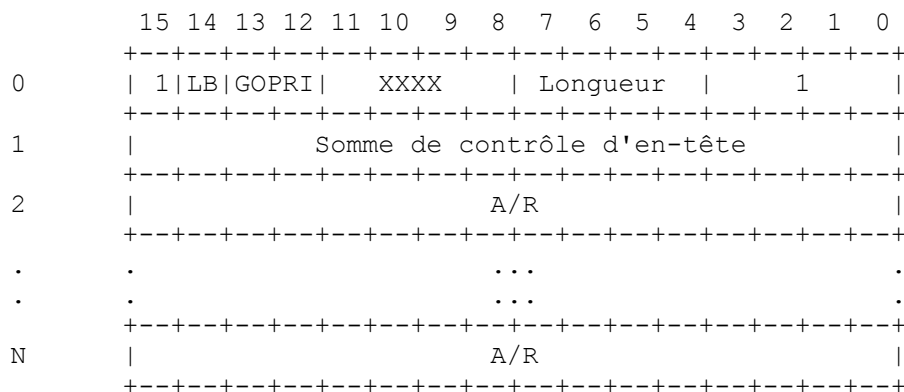 15 14 13 12 11 10 9 8 7 6 5 4 3 2 1 0
+--+--+--+--+--+--+--+--+--+--+--+--+--+--+--+--+
0 | 1|LB|GOPRI| XXXX | Longueur | 1 |
+--+--+--+--+--+--+--+--+--+--+--+--+--+--+--+--+
1 | Somme de contrôle d'en-tête |
+--+--+--+--+--+--+--+--+--+--+--+--+--+--+--+--+
2 | A/R |
+--+--+--+--+--+--+--+--+--+--+--+--+--+--+--+--+
. . ... .
. . ... .
+--+--+--+--+--+--+--+--+--+--+--+--+--+--+--+--+
N | A/R |
+--+--+--+--+--+--+--+--+--+--+--+--+--+--+--+--+